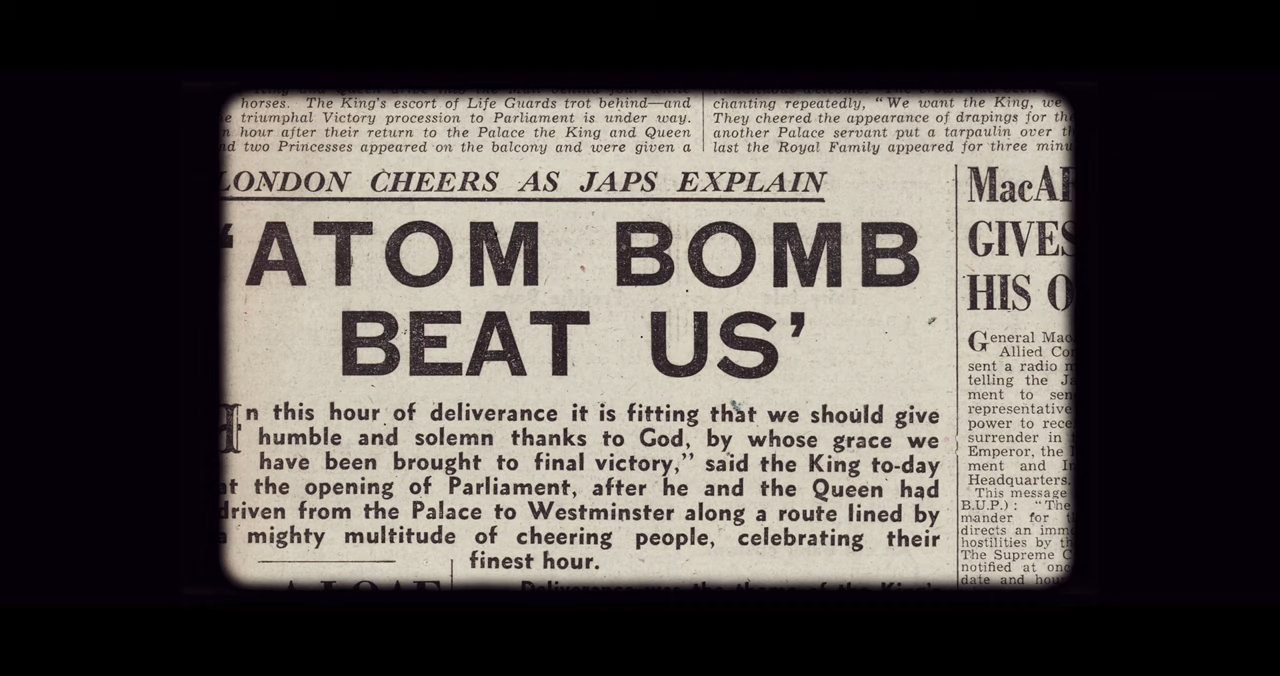 horses. The King's escort of Life Guards trot behind—and
triumphal Victory procession to Parliament is under way.
hour after their return to the Palace the King and Queen
two Princesses appeared on the balcony and were given a
chanting repeatedly, "We want the King, we
They cheered the appearance of drapings for the
another Palace servant put a tarpaulin over
last the Royal Family appeared for three
LONDON CHEERS AS JAPS EXPLAIN
'ATOM BOMB
BEAT US'
In this hour of deliverance it is fitting that we should give
humble and solemn thanks to God, by whose grace we
have been brought to final victory," said the King to-day
at the opening of Parliament, after he and the Queen had
driven from the Palace to Westminster along a route lined by
a mighty multitude of cheering people, celebrating their
finest hour.
GIVES
HIS
General
Allied
sent a radio
telling the
ment to
representative
power to
surrender in
Emperor, the
ment and
Headquarters.
This message
B.U.P.): "The
mander for
directs an
hostilities by
The Supreme
notified at
date and